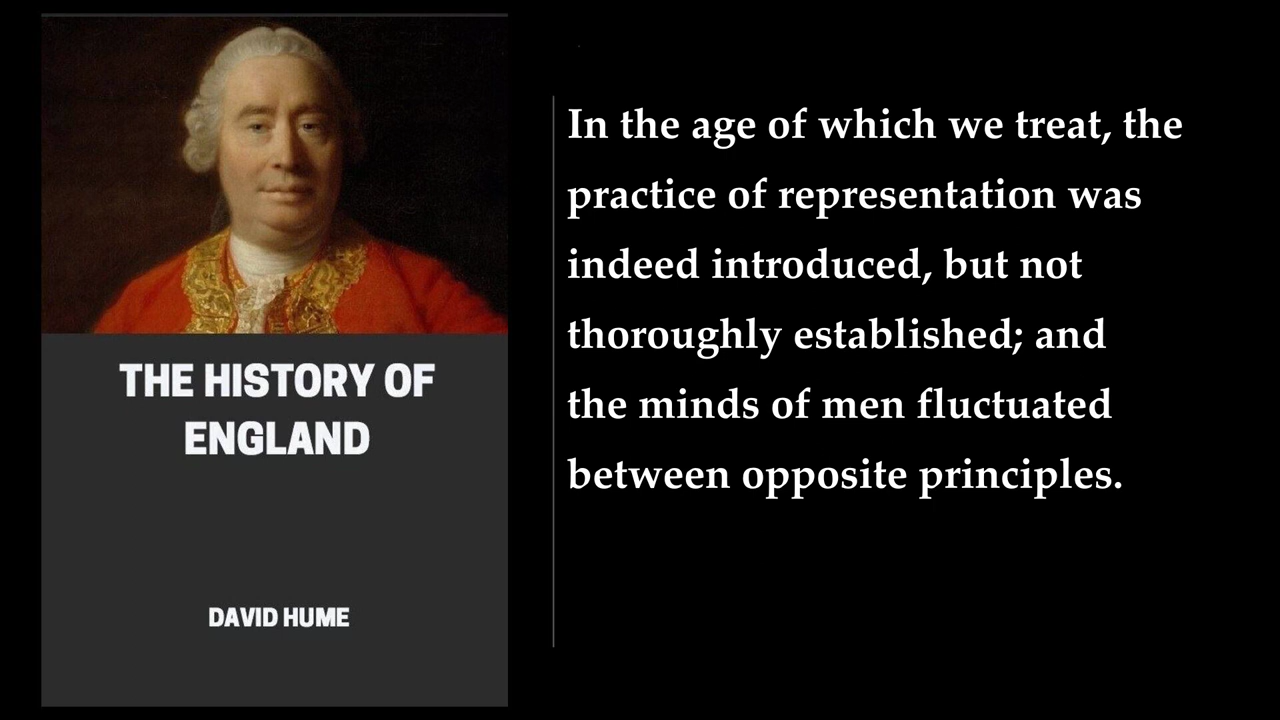 THE HISTORY OF
ENGLAND
DAVID HUME
In the age of which we treat, the
practice of representation was
indeed introduced, but not
thoroughly established; and
the minds of men fluctuated
between opposite principles.